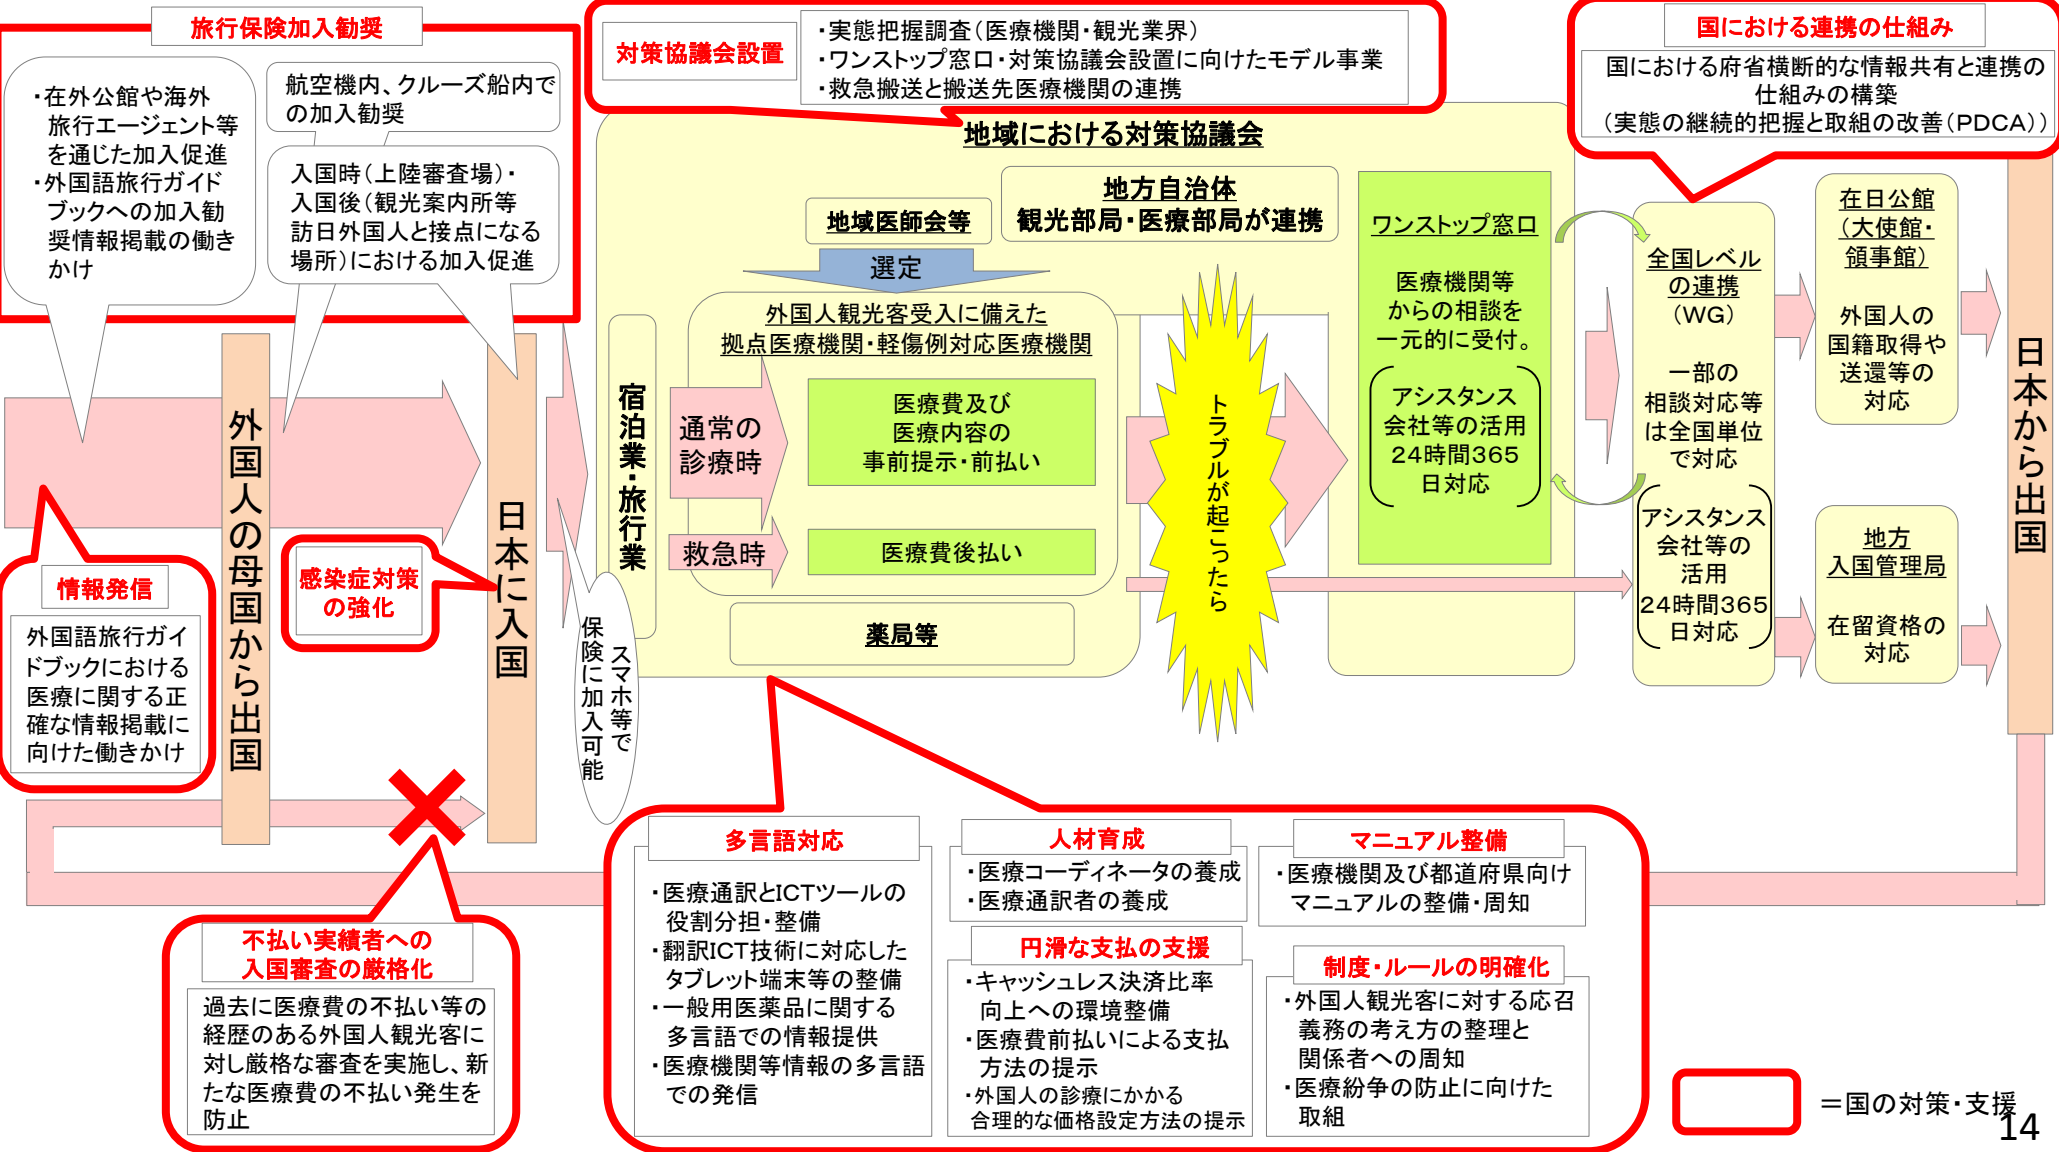 旅行保険加入勧奨
・在外公館や海外
旅行エージェント等
を通じた加入促進
・外国語旅行ガイド
ブックへの加入勧
奨情報掲載の働き
かけ
航空機内、クルーズ船内で
の加入勧奨
入国時（上陸審査場）・
入国後（観光案内所等
訪日外国人と接点になる
場所）における加入促進
対策協議会設置
・実態把握調査（医療機関・観光業界）
・ワンストップ窓口・対策協議会設置に向けたモデル事業
・救急搬送と搬送先医療機関の連携
国における連携の仕組み
国における府省横断的な情報共有と連携の
仕組みの構築
（実態の継続的把握と取組の改善（PDCA））
地域における対策協議会
地域医師会等
地方自治体
観光部局・医療部局が連携
選定
外国人観光客受入に備えた
拠点医療機関・軽傷例対応医療機関
宿泊業・旅行業
通常の
診療時
医療費及び
医療内容の
事前提示・前払い
救急時
医療費後払い
薬局等
トラブルが起こったら
ワンストップ窓口
医療機関等
からの相談を
一元的に受付。
アシスタンス
会社等の活用
24時間365
日対応
全国レベル
の連携
（WG）
一部の
相談対応等
は全国単位
で対応
アシスタンス
会社等の
活用
24時間365
日対応
在日公館
（大使館・
領事館）
外国人の
国籍取得や
送還等の
対応
地方
入国管理局
在留資格の
対応
日本から出国
外国人の母国から出国
日本に入国
スマホ等で
保険に加入可能
情報発信
外国語旅行ガイ
ドブックにおける
医療に関する正
確な情報掲載に
向けた働きかけ
感染症対策
の強化
不払い実績者への
入国審査の厳格化
過去に医療費の不払い等の
経歴のある外国人観光客に
対し厳格な審査を実施し、新
たな医療費の不払い発生を
防止
多言語対応
・医療通訳とICTツールの
役割分担・整備
・翻訳ICT技術に対応した
タブレット端末等の整備
・一般用医薬品に関する
多言語での情報提供
・医療機関等情報の多言語
での発信
人材育成
・医療コーディネータの養成
・医療通訳者の養成
円滑な支払の支援
・キャッシュレス決済比率
向上への環境整備
・医療費前払いによる支払
方法の提示
・外国人の診療にかかる
合理的な価格設定方法の提示
マニュアル整備
・医療機関及び都道府県向け
マニュアルの整備・周知
制度・ルールの明確化
・外国人観光客に対する応召
義務の考え方の整理と
関係者への周知
・医療紛争の防止に向けた
取組
＝国の対策・支援
14